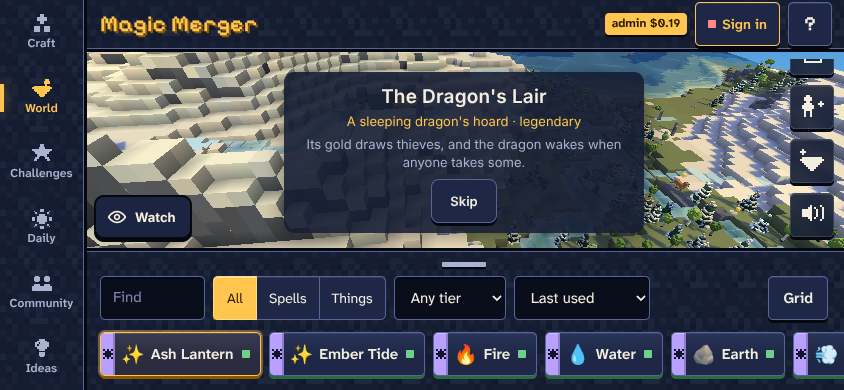 Craft
World
Challenges
Daily
Community
Ideas
Magic Merger
admin $0.19
Sign in
?
The Dragon's Lair
A sleeping dragon's hoard · legendary
Its gold draws thieves, and the dragon wakes when
anyone takes some.
Skip
Watch
Find
All
Spells
Things
Any tier
Last used
Grid
Ash Lantern
Ember Tide
Fire
Water
Earth